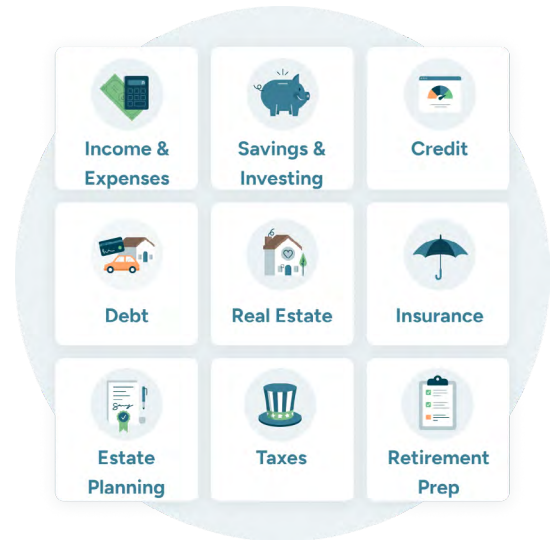 Income &
Expenses
Savings &
Investing
Credit
Debt
Real Estate
Insurance
Estate
Planning
Taxes
Retirement
Prep